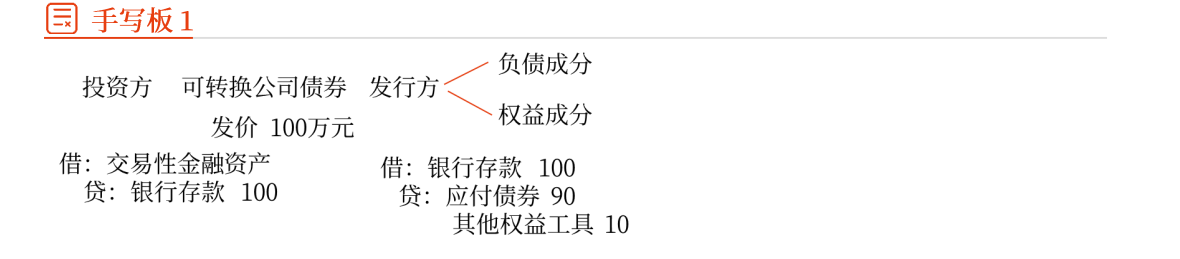 手写板 1
负债成分
投资方 可转换公司债券 发行方
权益成分
发价 100万元
借：交易性金融资产
贷：银行存款 100
借：银行存款 100
贷：应付债券 90
其他权益工具 10